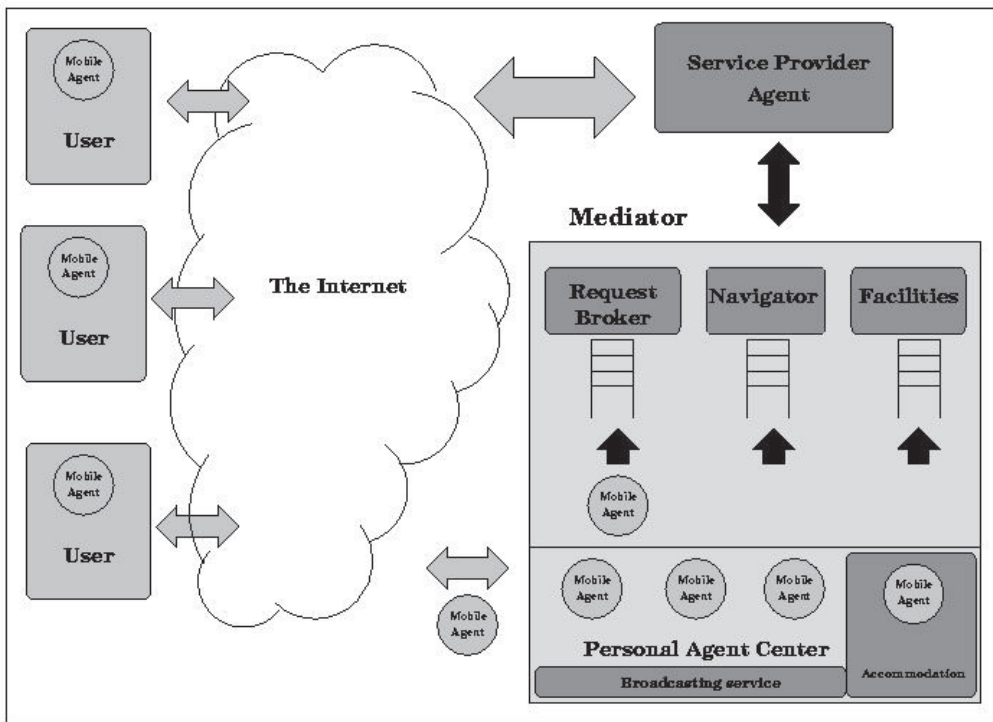 Mobile
Agent
User
Mobile
Agent
User
Mobile
Agent
User
The Internet
Mobile
Agent
Service Provider
Agent
Mediator
Request
Broker
Navigator
Facilities
Mobile
Agent
Mobile
Agent
Mobile
Agent
Mobile
Agent
Mobile
Agent
Personal Agent Center
Broadcasting service
Accommodation